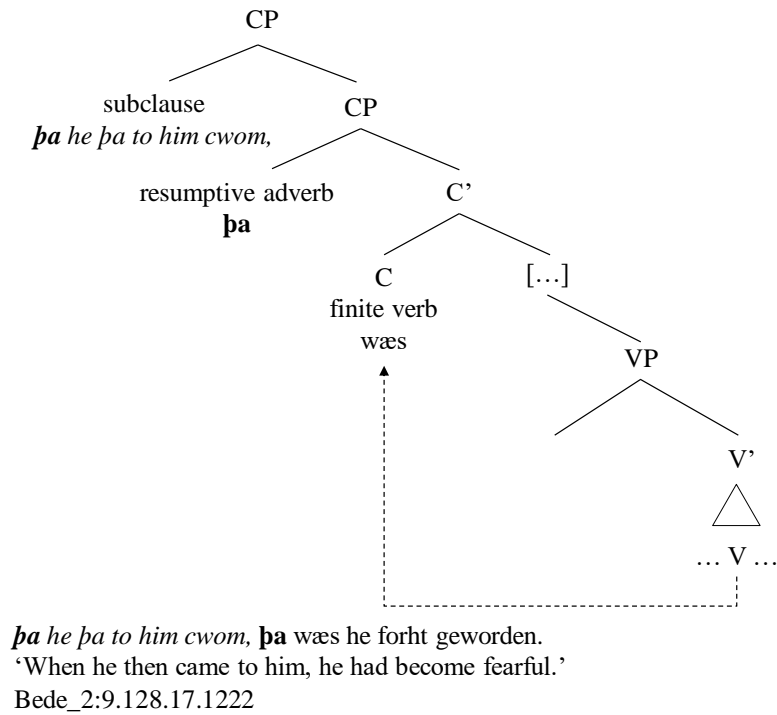 CP
subclause
þa he þa to him cwom,
CP
resumptive adverb
þa
C’
C
finite verb
wæs
[…]
VP
V’
… V …
þa he þa to him cwom, þa wæs he forht geworden.
‘When he then came to him, he had become fearful.’
Bede_2:9.128.17.1222